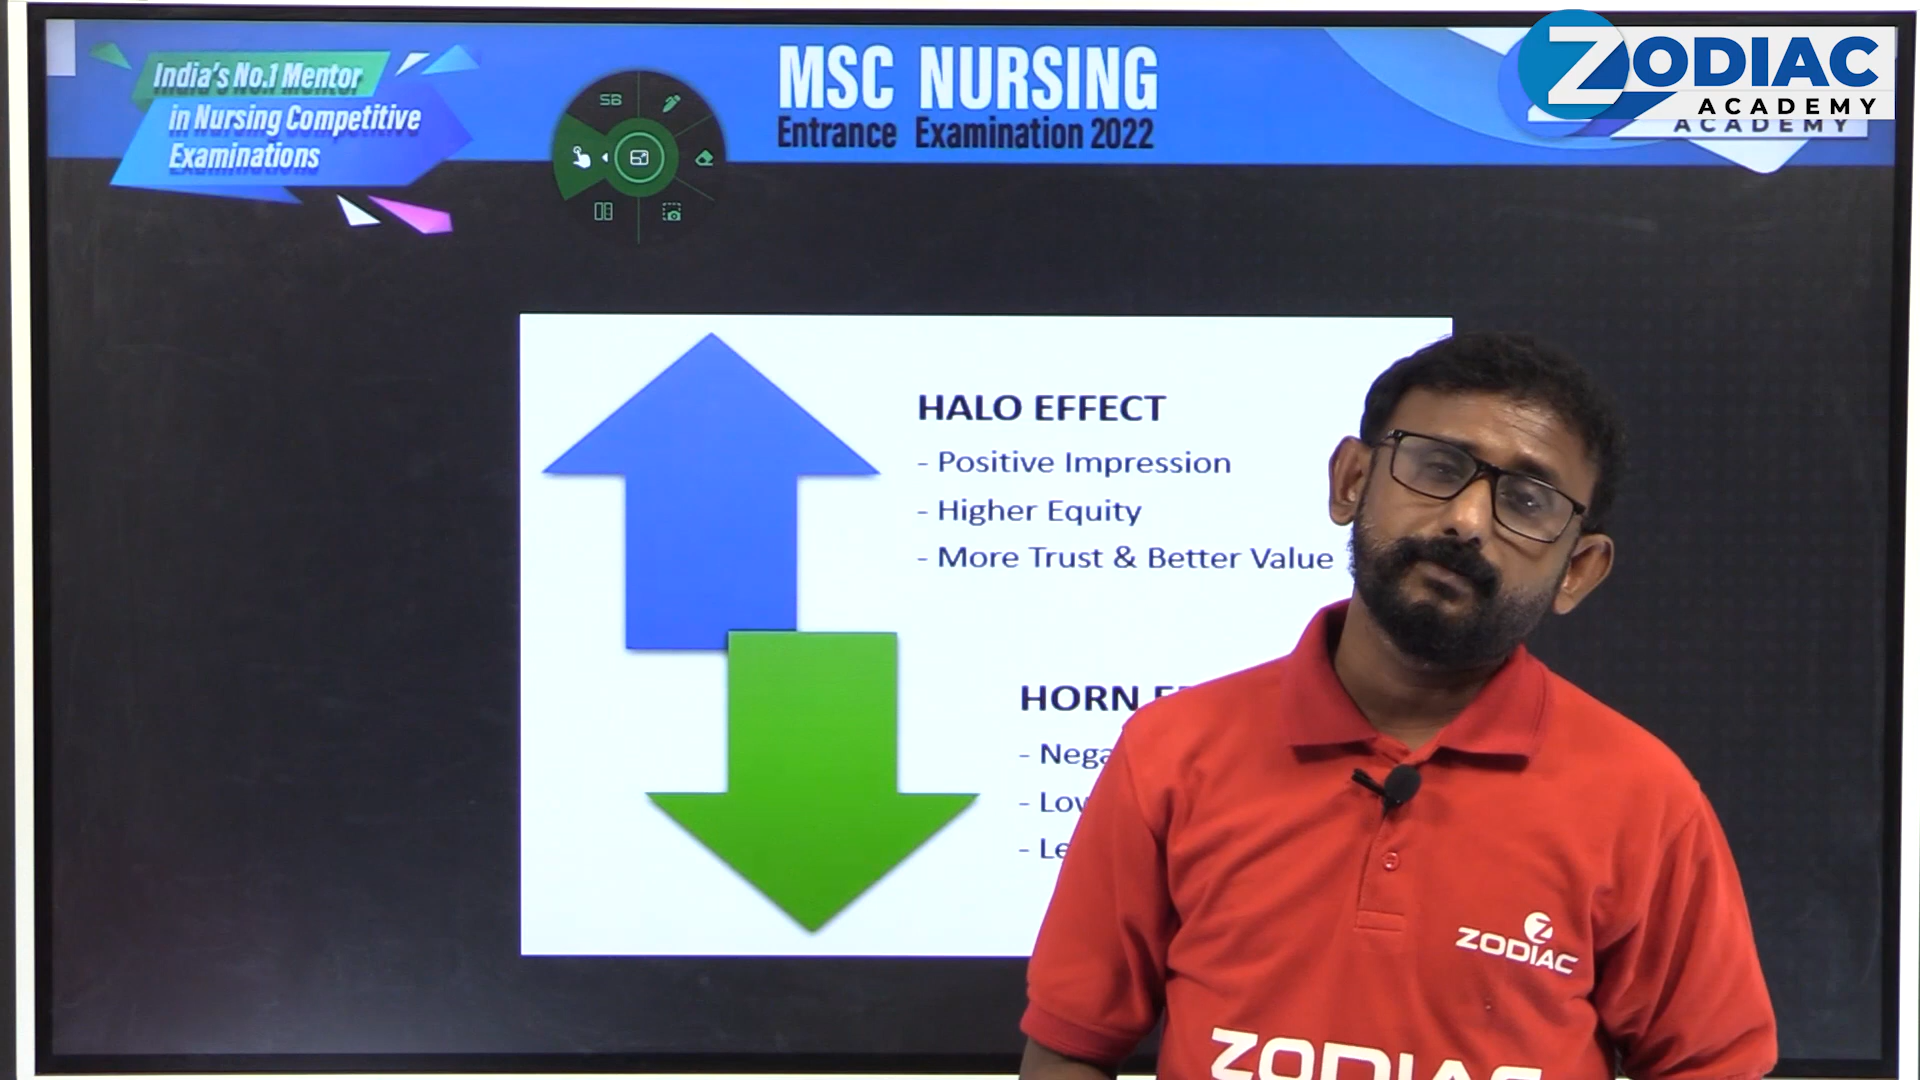 India's No.1 Mentor
in Nursing Competitive
Examinations
SB
MSC NURSING
Entrance Examination 2022
ZODIAC
ACADEMY
ACADEMY
HALO EFFECT
- Positive Impression
- Higher Equity
- More Trust & Better Value
HORN
-
-
-
ZODIAC
ZODIAC